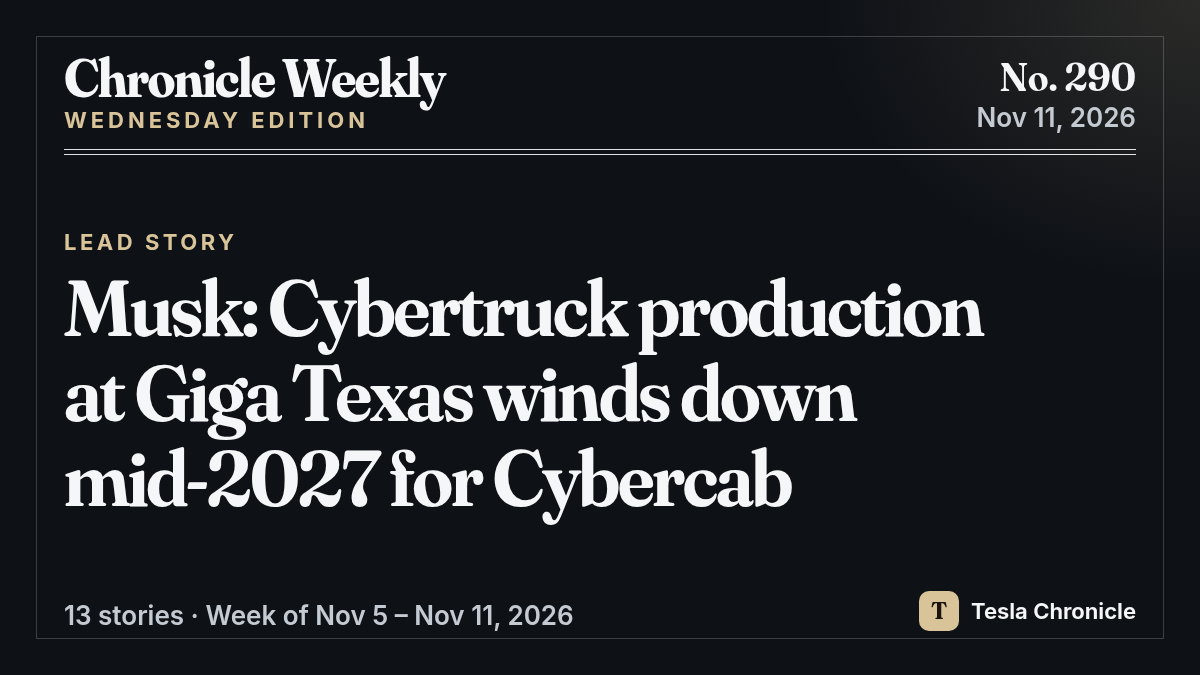 Chronicle Weekly
WEDNESDAY EDITION
No. 290
Nov 11, 2026
LEAD STORY
Musk: Cybertruck production
at Giga Texas winds down
mid-2027 for Cybercab
13 stories · Week of Nov 5 – Nov 11, 2026
T Tesla Chronicle